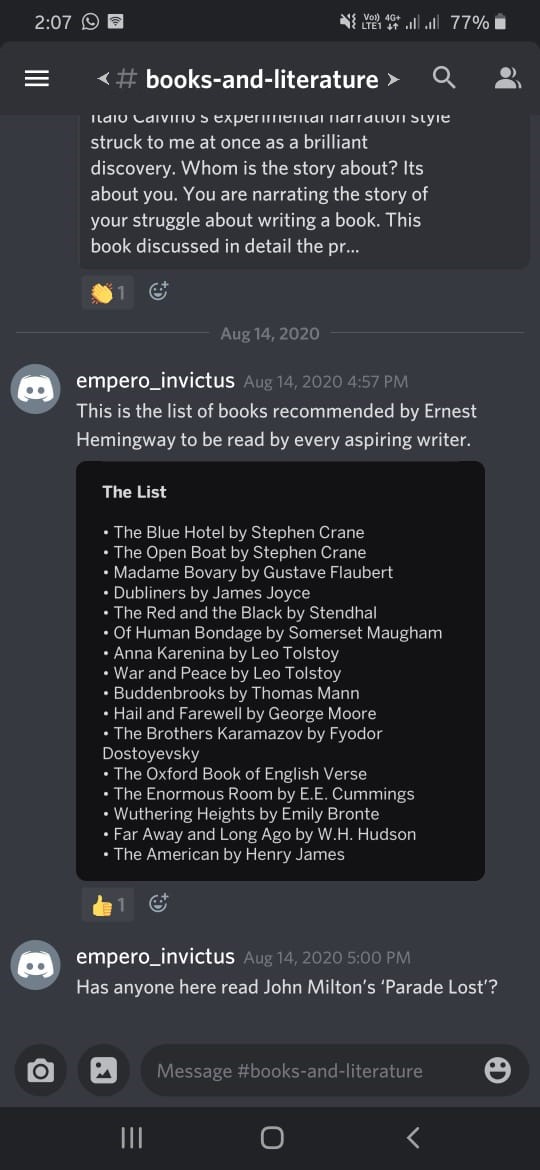 2:07
Vo)) 4G+
LTE1
77%
< # books-and-literature >
Italo Calvino's experimental narration style
struck to me at once as a brilliant
discovery. Whom is the story about? Its
about you. You are narrating the story of
your struggle about writing a book. This
book discussed in detail the pr...
1
Aug 14, 2020
empero_invictus Aug 14, 2020 4:57 PM
This is the list of books recommended by Ernest
Hemingway to be read by every aspiring writer.
The List
• The Blue Hotel by Stephen Crane
• The Open Boat by Stephen Crane
• Madame Bovary by Gustave Flaubert
• Dubliners by James Joyce
• The Red and the Black by Stendhal
• Of Human Bondage by Somerset Maugham
• Anna Karenina by Leo Tolstoy
• War and Peace by Leo Tolstoy
• Buddenbrooks by Thomas Mann
• Hail and Farewell by George Moore
• The Brothers Karamazov by Fyodor
Dostoyevsky
• The Oxford Book of English Verse
• The Enormous Room by E.E. Cummings
• Wuthering Heights by Emily Bronte
• Far Away and Long Ago by W.H. Hudson
• The American by Henry James
1
empero_invictus Aug 14, 2020 5:00 PM
Has anyone here read John Milton's 'Parade Lost'?
Message #books-and-literature